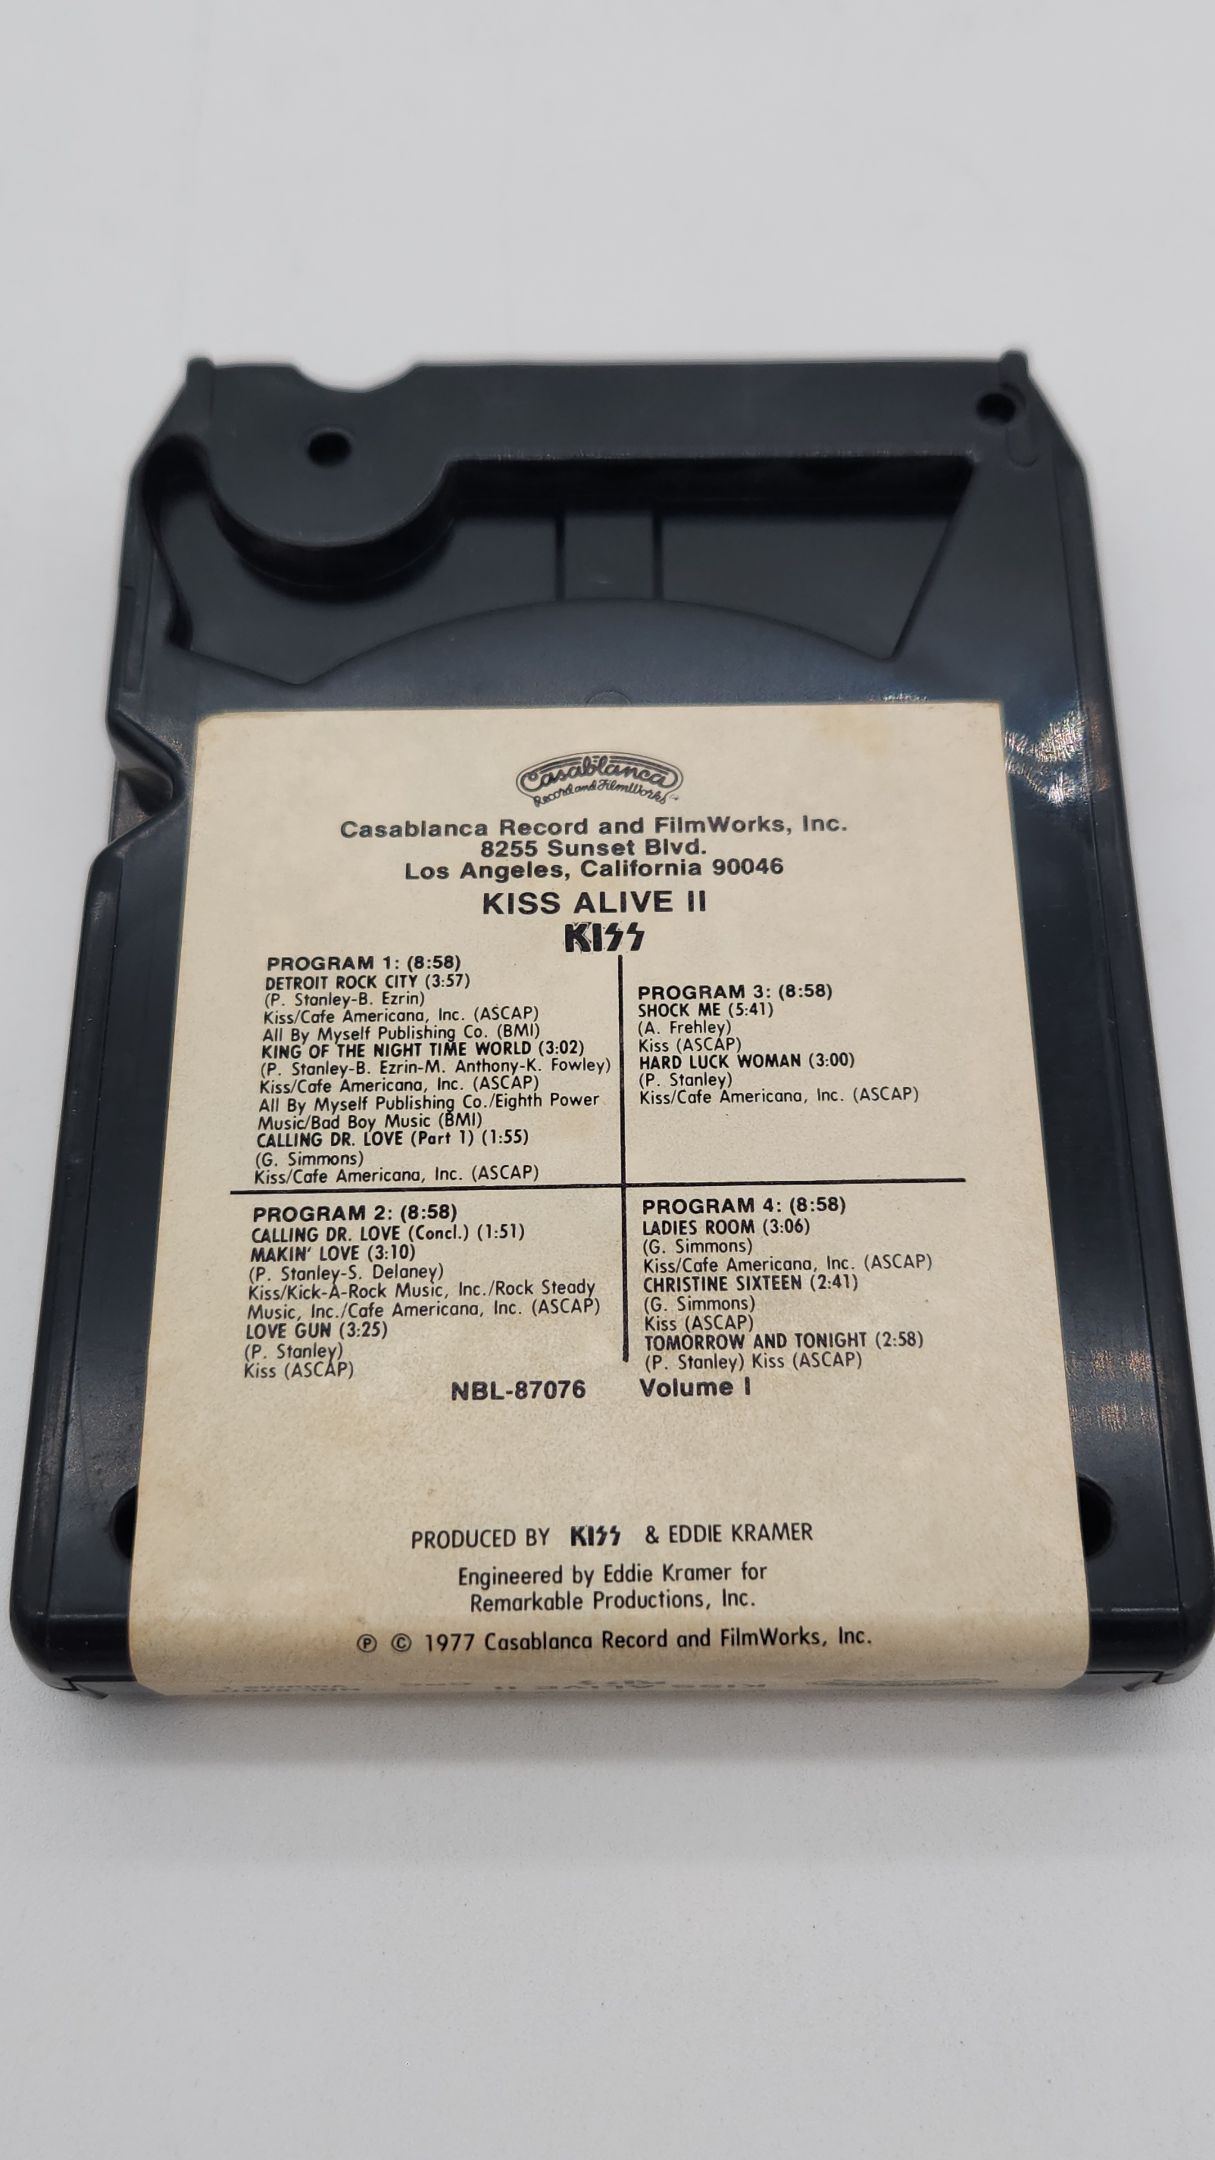 Casablanca
Record and FilmWorks
Casablanca Record and FilmWorks, Inc.
8255 Sunset Blvd.
Los Angeles, California 90046
KISS ALIVE II
KISS
PROGRAM 1: (8:58)
DETROIT ROCK CITY (3:57)
(P. Stanley-B. Ezrin)
Kiss/Cafe Americana, Inc. (ASCAP)
All By Myself Publishing Co. (BMI)
KING OF THE NIGHT TIME WORLD (3:02)
(P. Stanley-B. Ezrin-M. Anthony-K. Fowley)
Kiss/Cafe Americana, Inc. (ASCAP)
All By Myself Publishing Co./Eighth Power
Music/Bad Boy Music (BMI)
CALLING DR. LOVE (Part 1) (1:55)
(G. Simmons)
Kiss/Cafe Americana, Inc. (ASCAP)
PROGRAM 2: (8:58)
CALLING DR. LOVE (Concl.) (1:51)
MAKIN' LOVE (3:10)
(P. Stanley-S. Delaney)
Kiss/Kick-A-Rock Music, Inc./Rock Steady
Music, Inc./Cafe Americana, Inc. (ASCAP)
LOVE GUN (3:25)
(P. Stanley)
Kiss (ASCAP)
PROGRAM 3: (8:58)
SHOCK ME (5:41)
(A. Frehley)
Kiss (ASCAP)
HARD LUCK WOMAN (3:00)
(P. Stanley)
Kiss/Cafe Americana, Inc. (ASCAP)
PROGRAM 4: (8:58)
LADIES ROOM (3:06)
(G. Simmons)
Kiss/Cafe Americana, Inc. (ASCAP)
CHRISTINE SIXTEEN (2:41)
(G. Simmons)
Kiss (ASCAP)
TOMORROW AND TONIGHT (2:58)
(P. Stanley) Kiss (ASCAP)
NBL-87076 Volume I
PRODUCED BY KISS & EDDIE KRAMER
Engineered by Eddie Kramer for
Remarkable Productions, Inc.
Ⓟ © 1977 Casablanca Record and FilmWorks, Inc.
KISS ALIVE II